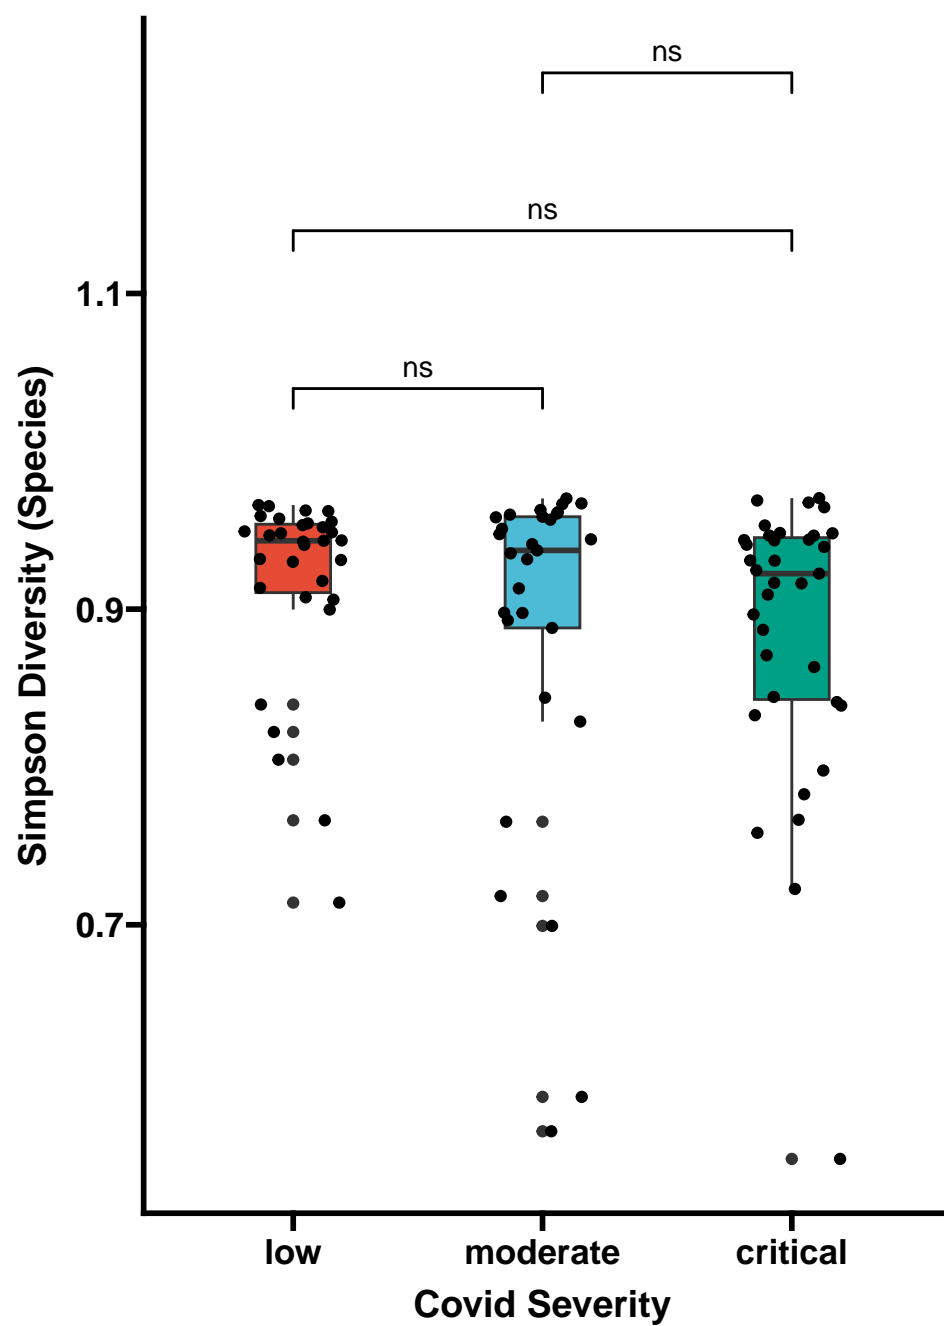 ns
ns
1.1
ns
Simpson Diversity (Species)
0.9
0.7
low moderate critical
Covid Severity